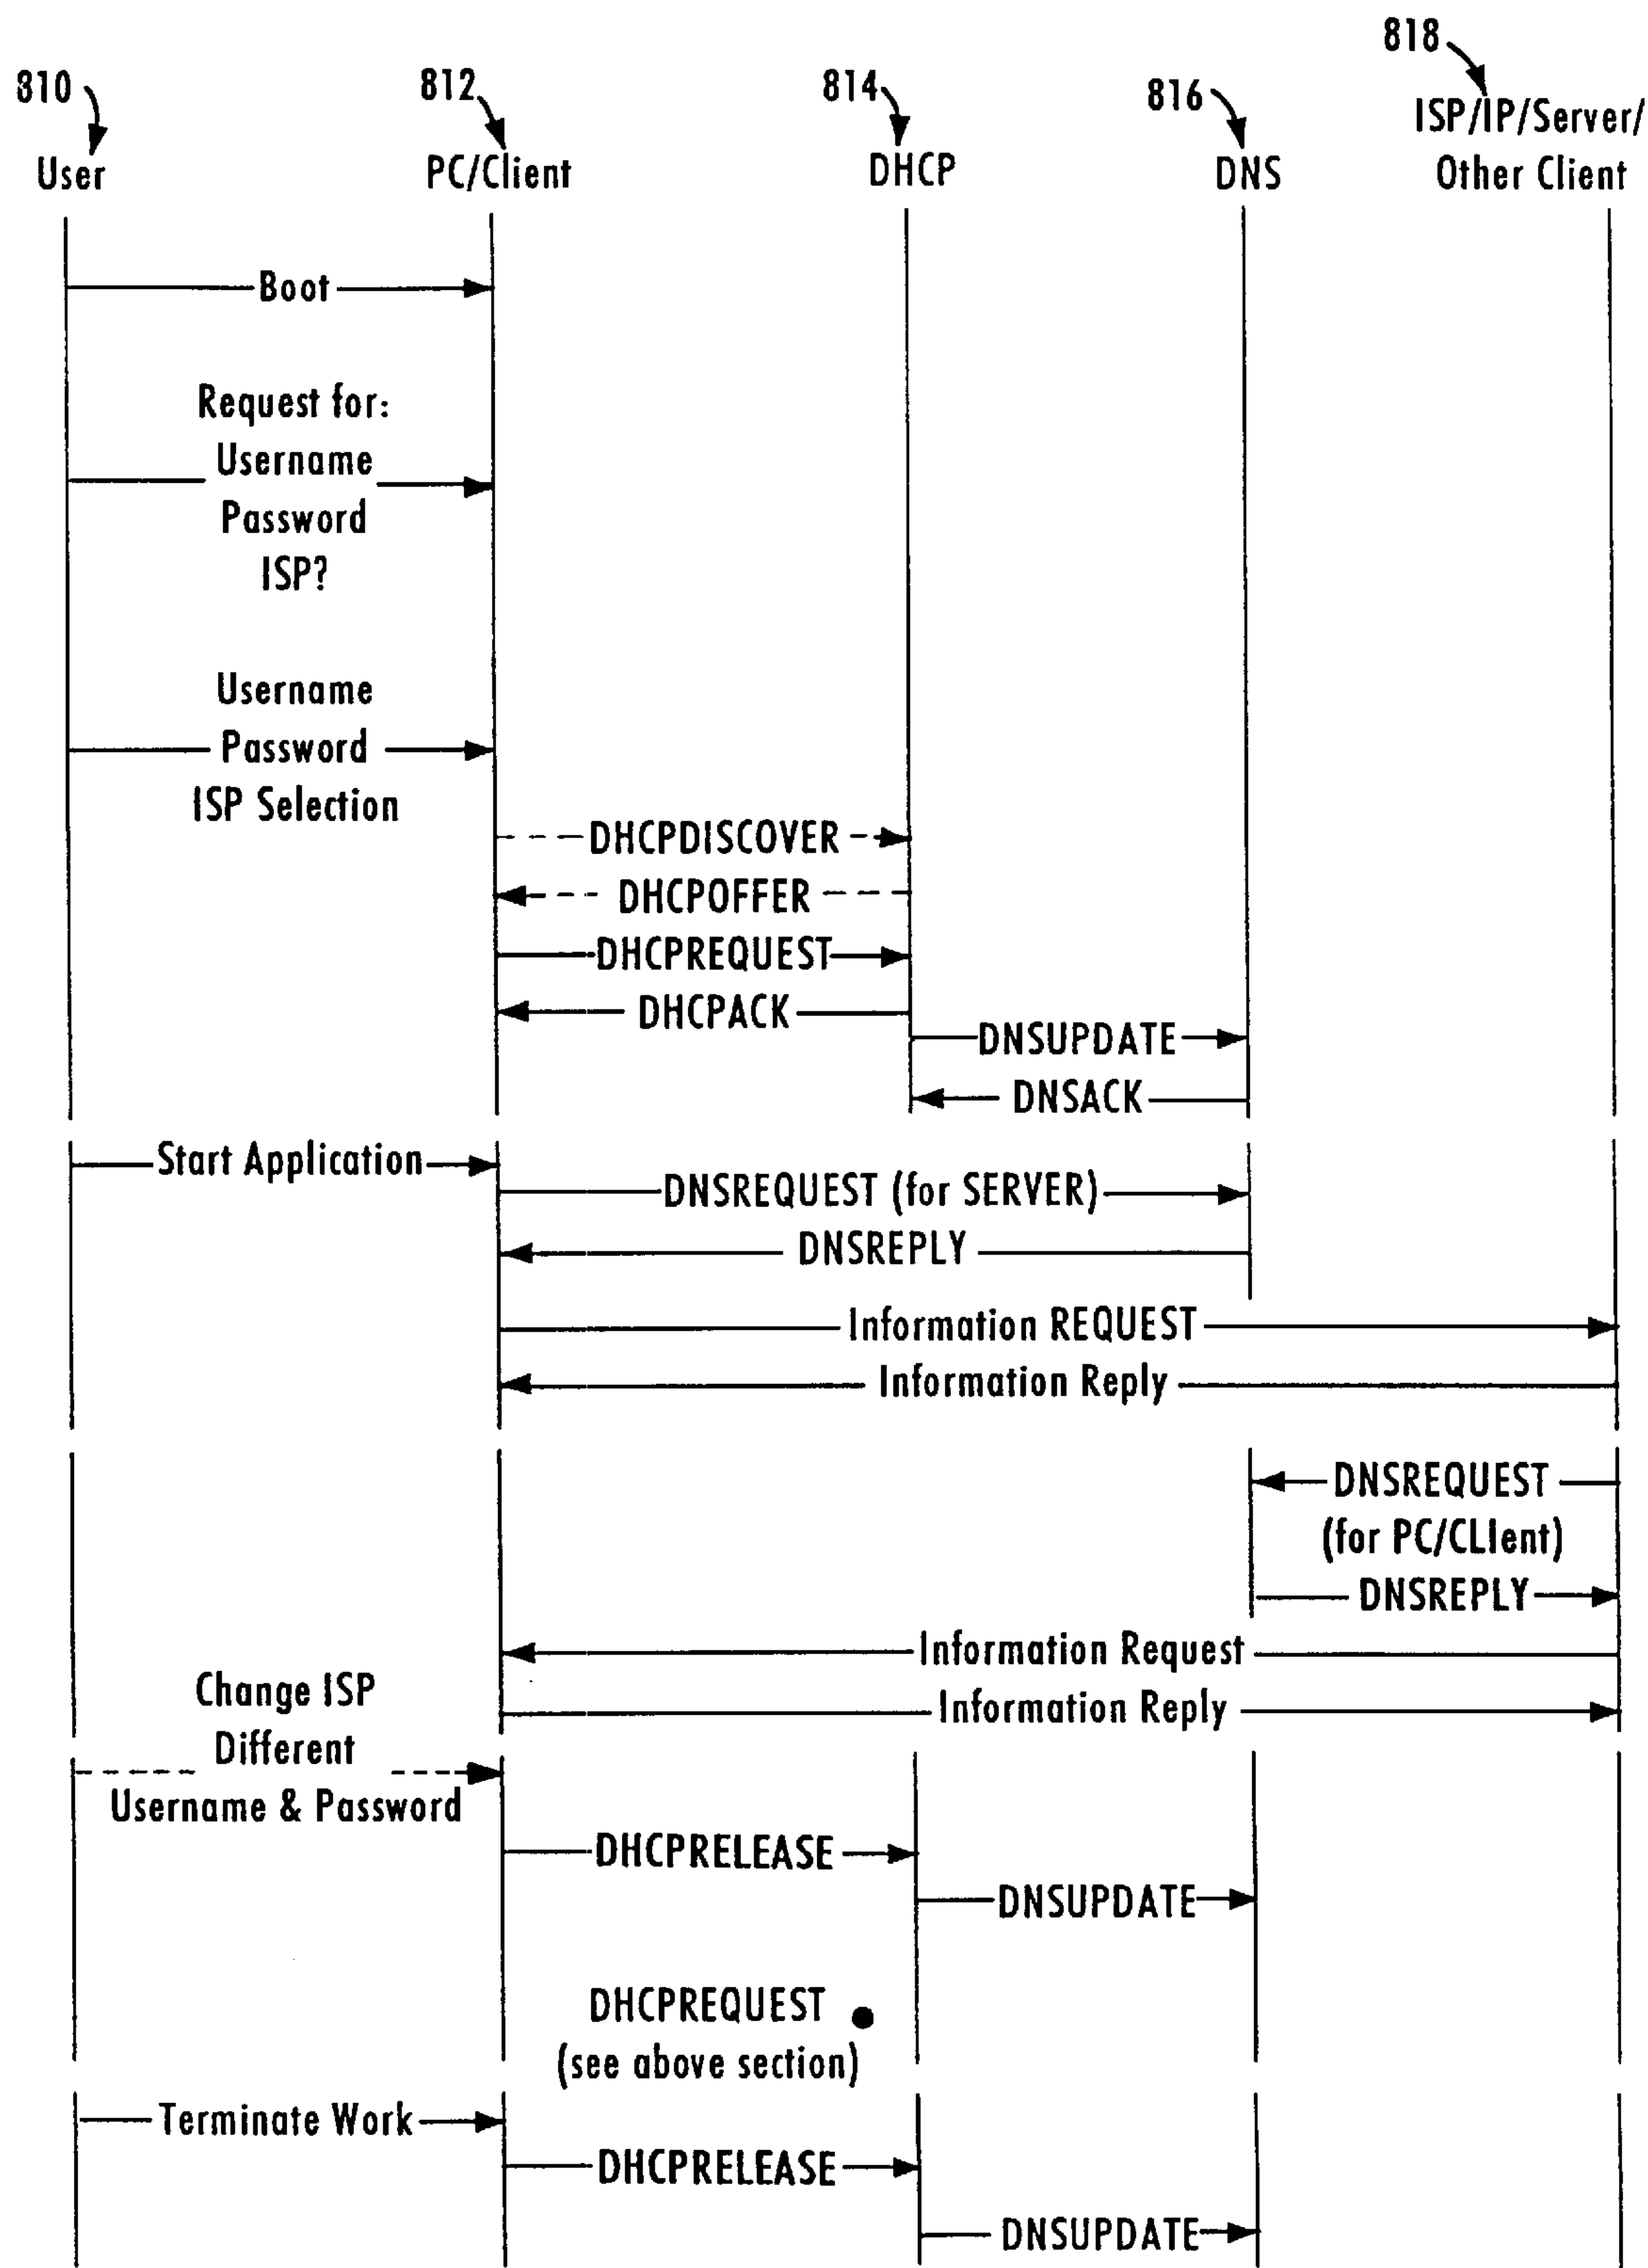 818
810
812
814
816
ISP/IP/Server/
Other Client
User
PC/Client
DHCP
DNS
Boot
Request for:
Username
Password
ISP?
Username
Password
ISP Selection
DHCPDISCOVER
DHCPOFFER
DHCPREQUEST
DHCPACK
DNSUPDATE
DNSACK
Start Application
DNSREQUEST (for SERVER)
DNSREPLY
Information REQUEST
Information Reply
DNSREQUEST
(for PC/CLIent)
DNSREPLY
Information Request
Information Reply
Change ISP
Different
Username & Password
DHCPRELEASE
DNSUPDATE
DHCPREQUEST
(see above section)
Terminate Work
DHCPRELEASE
DNSUPDATE